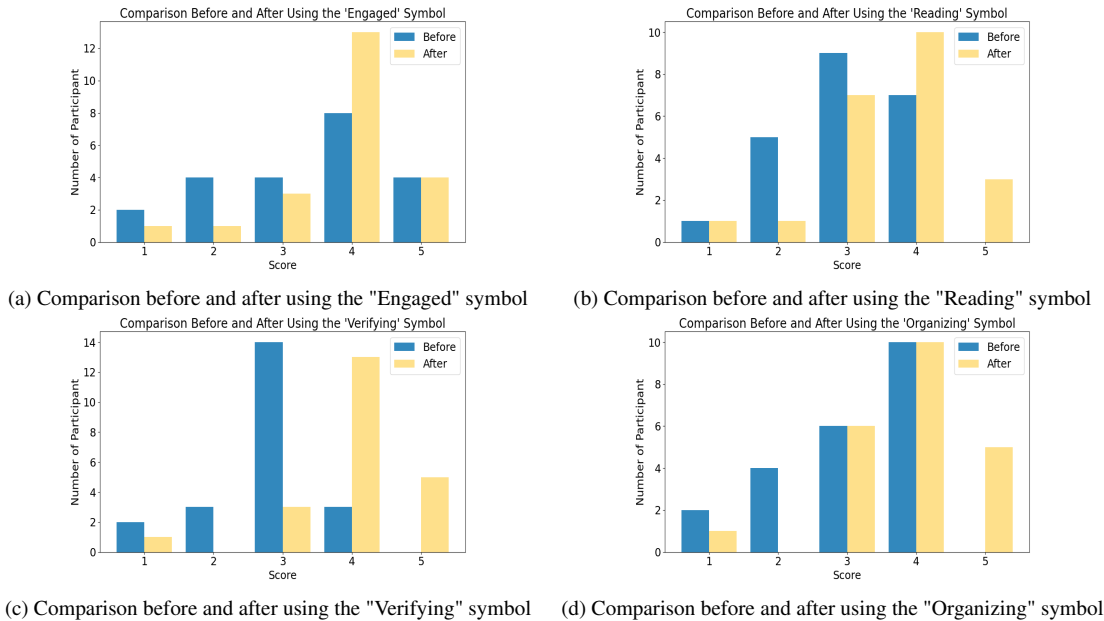 Comparison Before and After Using the 'Engaged' Symbol
Number of Participant
12
10
8
6
4
2
0
Before
After
1 2 3 4 5
Score
(a) Comparison before and after using the "Engaged" symbol
Comparison Before and After Using the 'Reading' Symbol
Number of Participant
10
8
6
4
2
0
Before
After
1 2 3 4 5
Score
(b) Comparison before and after using the "Reading" symbol
Comparison Before and After Using the 'Verifying' Symbol
Number of Participant
14
12
10
8
6
4
2
0
Before
After
1 2 3 4 5
Score
(c) Comparison before and after using the "Verifying" symbol
Comparison Before and After Using the 'Organizing' Symbol
Number of Participant
10
8
6
4
2
0
Before
After
1 2 3 4 5
Score
(d) Comparison before and after using the "Organizing" symbol